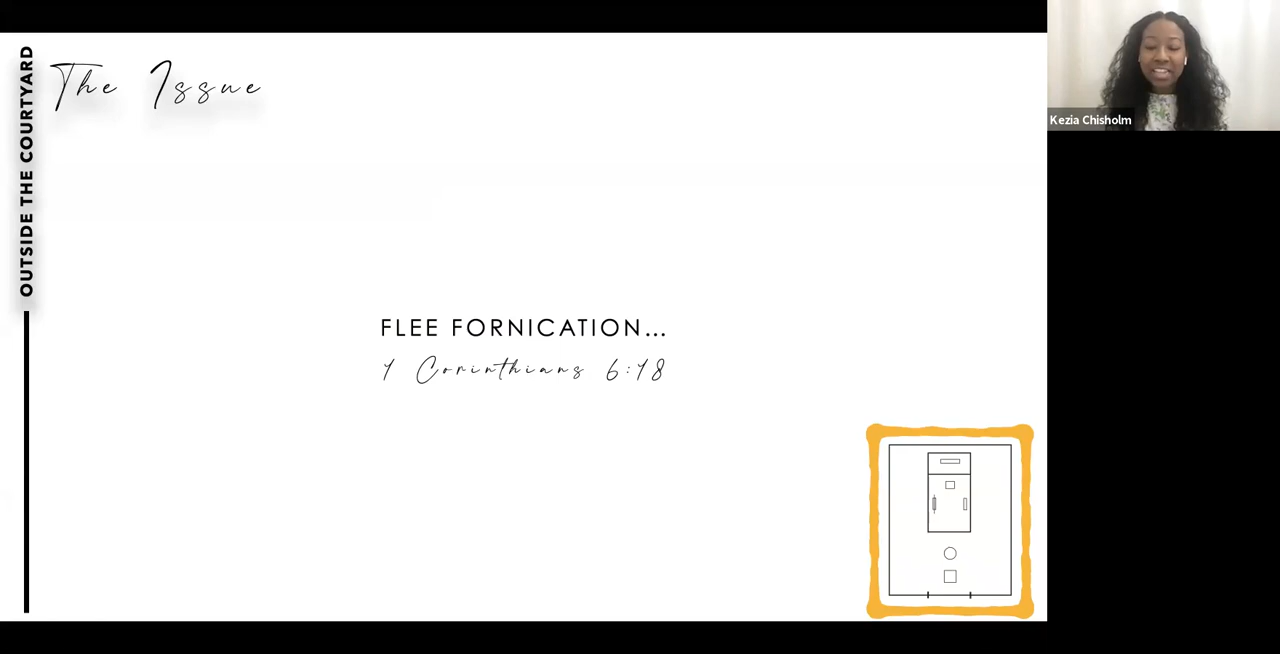 OUTSIDE THE COURTYARD
The Issue
FLEE FORNICATION...
1 Corinthians 6:18
Kezia Chisholm